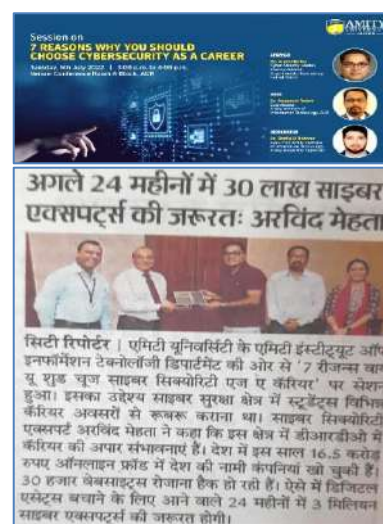 AMITY
Session on
7 REASONS WHY YOU SHOULD
CHOOSE CYBERSECURITY AS A CAREER
अगले 24 महीनों में 30 लाख साइबर
एक्सपर्ट्स की जरूरतः अरविंद मेहता
सिटी रिपोर्टर | एमिटी यूनिवर्सिटी के एमिटी इंस्टीट्यूट ऑफ
इनफॉर्मेशन टेक्नोलॉजी डिपार्टमेंट की ओर से '7 रीजन्स वाय
यू शुड चूज साइबर सिक्योरिटी एज ए कॅरियर' पर सेशन
हुआ। इसका उद्देश्य साइबर सुरक्षा क्षेत्र में स्टूडेंट्स विभिन्न
कॅरियर अवसरों से रूबरू कराना था। साइबर सिक्योरिटी
एक्सपर्ट अरविंद मेहता ने कहा कि इस क्षेत्र में डीआरडीओ में
कॅरियर की अपार संभावनाएं हैं। देश में इस साल 16.5 करोड़
रुपए ऑनलाइन फ्रॉड में देश की नामी कंपनियां खो चुकी हैं।
30 हजार वेबसाइट्स रोजाना हैक हो रही हैं। ऐसे में डिजिटल
एसेट्स बचाने के लिए आने वाले 24 महीनों में 3 मिलियन
साइबर एक्सपर्ट्स की जरूरत होगी।